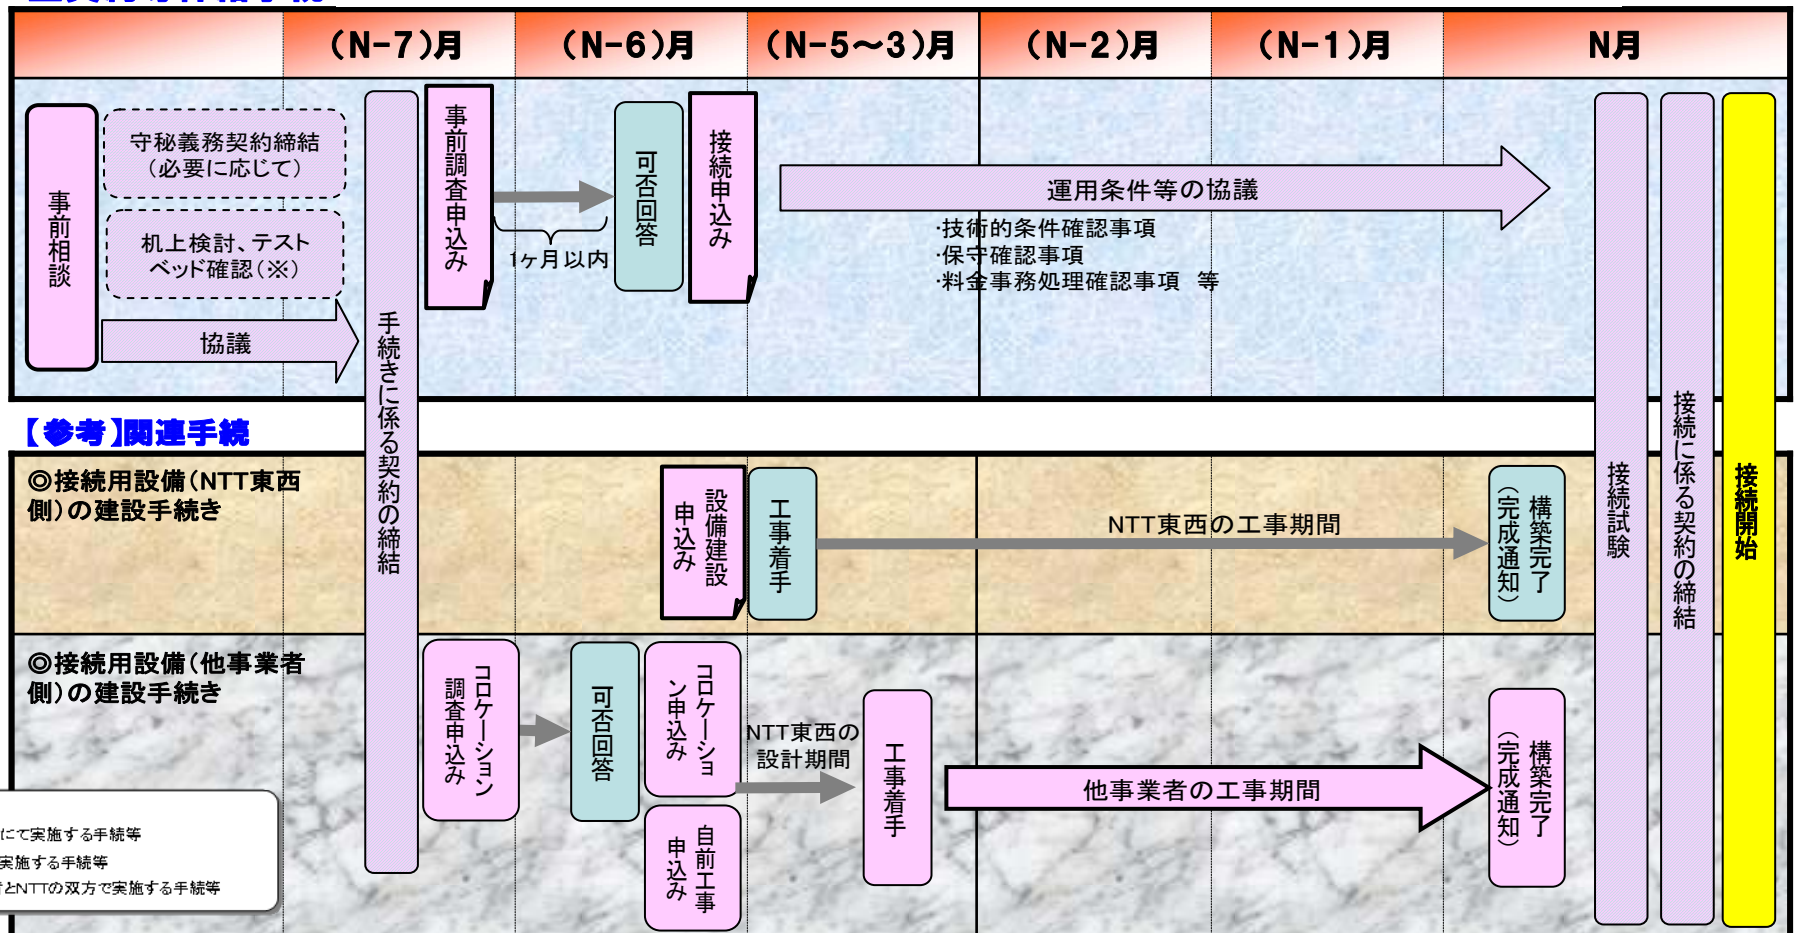 (N-7)月
(N-6)月
(N-5～3)月
(N-2)月
(N-1)月
N月
事前相談
守秘義務契約締結
(必要に応じて)
机上検討、テスト
ベッド確認(※)
協議
手続きに係る契約の締結
事前調査申込み
1ヶ月以内
可否回答
接続申込み
運用条件等の協議
･技術的条件確認事項
･保守確認事項
･料金事務処理確認事項 等
接続試験
接続に係る契約の締結
接続開始
【参考】関連手続
◎接続用設備(NTT東西
側)の建設手続き
設備建設
申込み
工事着手
NTT東西の工事期間
構築完了
(完成通知)
◎接続用設備(他事業者
側)の建設手続き
コロケーション
調査申込み
可否回答
コロケーショ
ン申込み
自前工事
申込み
NTT東西の
設計期間
工事着手
他事業者の工事期間
構築完了
(完成通知)
にて実施する手続等
実施する手続等
とNTTの双方で実施する手続等